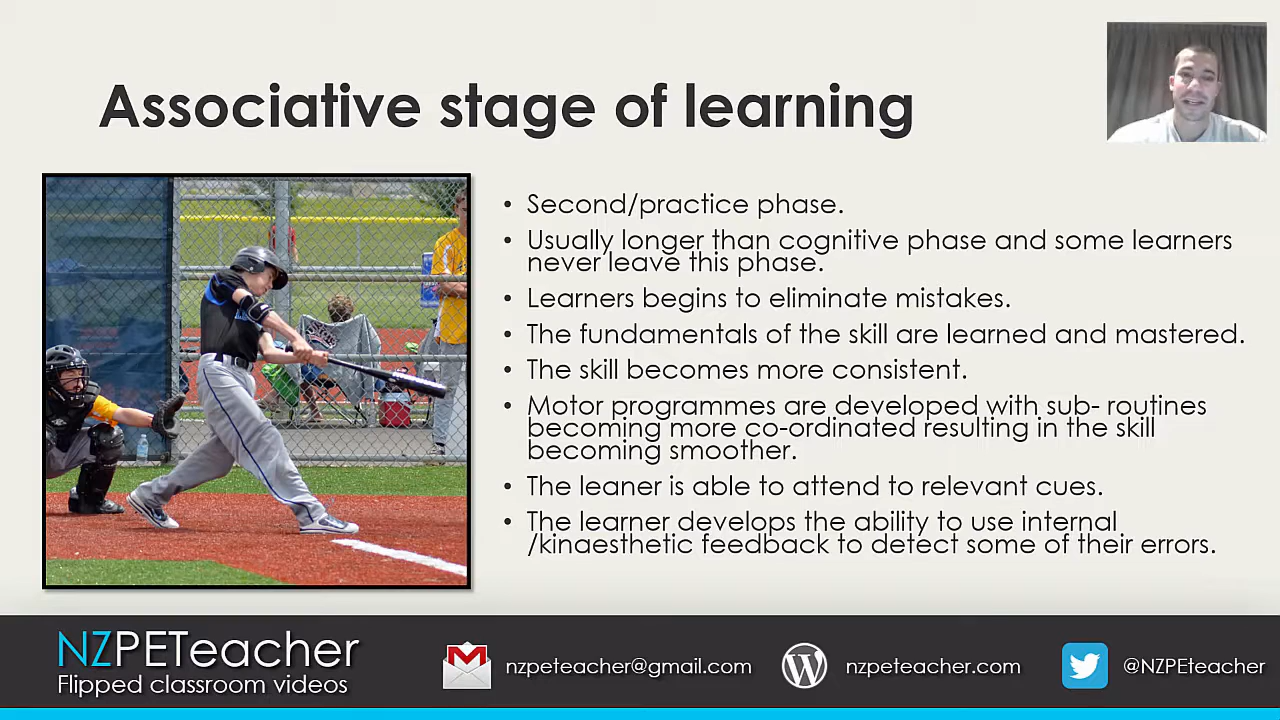 Associative stage of learning
• Second/practice phase.
• Usually longer than cognitive phase and some learners
never leave this phase.
• Learners begins to eliminate mistakes.
• The fundamentals of the skill are learned and mastered.
• The skill becomes more consistent.
• Motor programmes are developed with sub- routines
becoming more co-ordinated resulting in the skill
becoming smoother.
• The leaner is able to attend to relevant cues.
• The learner develops the ability to use internal
/kinaesthetic feedback to detect some of their errors.
NZPETeacher
Flipped classroom videos
nzpeteacher@gmail.com
nzpeteacher.com
@NZPEteacher